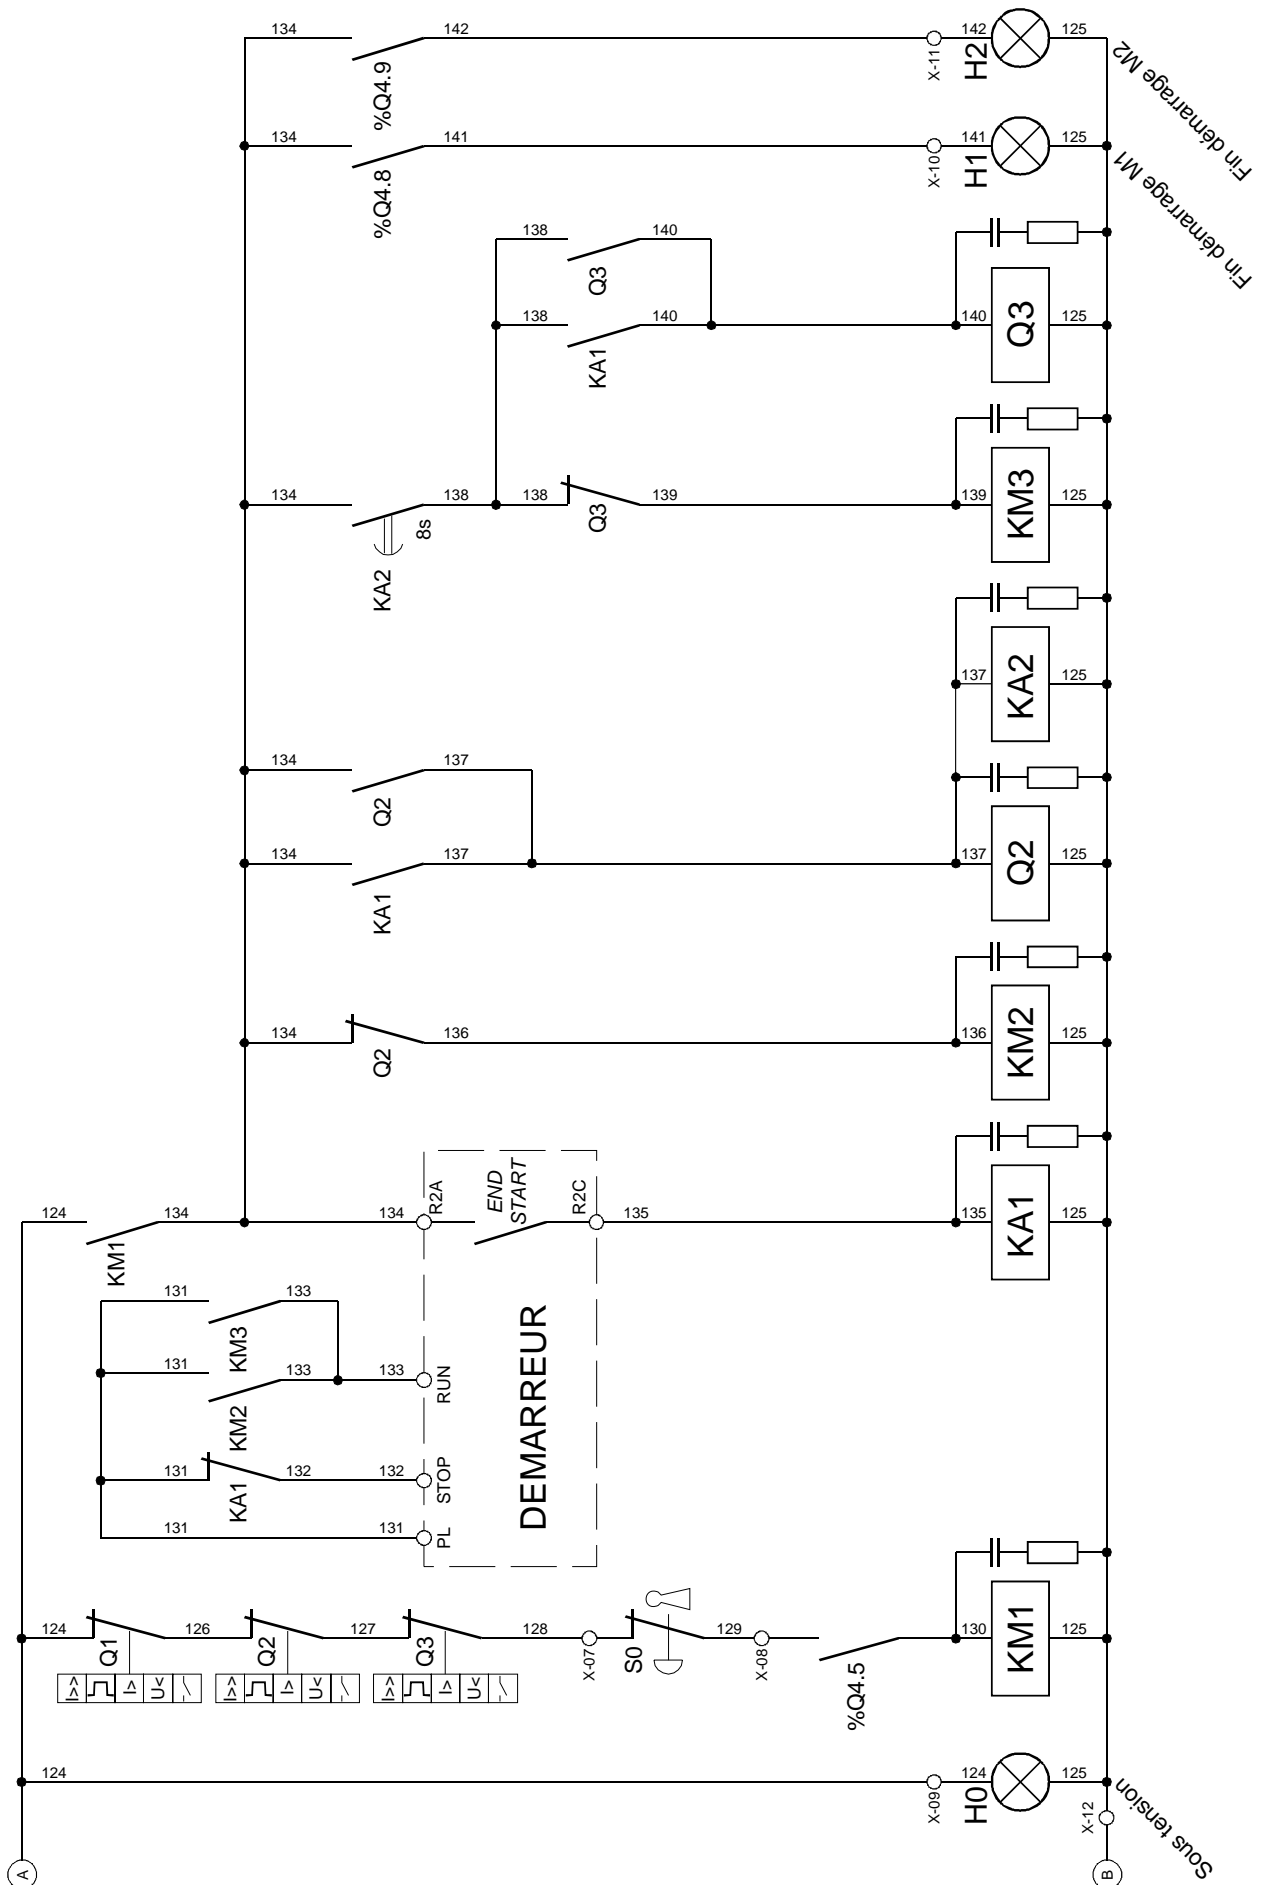 134
142
X-11
142
H2
125
Fin démarrage M2
%Q4.9
134
141
X-10
141
H1
125
Fin démarrage M1
%Q4.8
138
140
Q3
138
140
140
Q3
125
KA1
134
138
138
139
139
KM3
125
8s
Q3
KA2
137
KA2
125
134
137
Q2
134
137
137
Q2
125
KA1
134
136
136
KM2
125
Q2
124
134
134
R2A
END
START
R2C
135
135
KA1
125
KM1
131
133
KM3
131
133
133
RUN
KM2
DEMARREUR
131
132
132
STOP
KA1
131
131
PL
124
126
127
128
129
130
KM1
125
Q1
Q2
Q3
X-07
S0
X-08
I>>
I>
U<
I>>
I>
U<
I>>
I>
U<
%Q4.5
124
X-09
124
H0
125
X-12
Sous tension
A
B